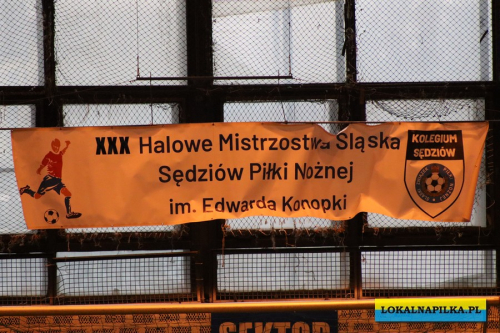 XXX Halowe Mistrzostwa Śląska
Sędziów Piłki Nożnej
im. Edwarda Konopki
KOLEGIUM
SĘDZIÓW
LOKALNAPILKA.PL
SEKTOR